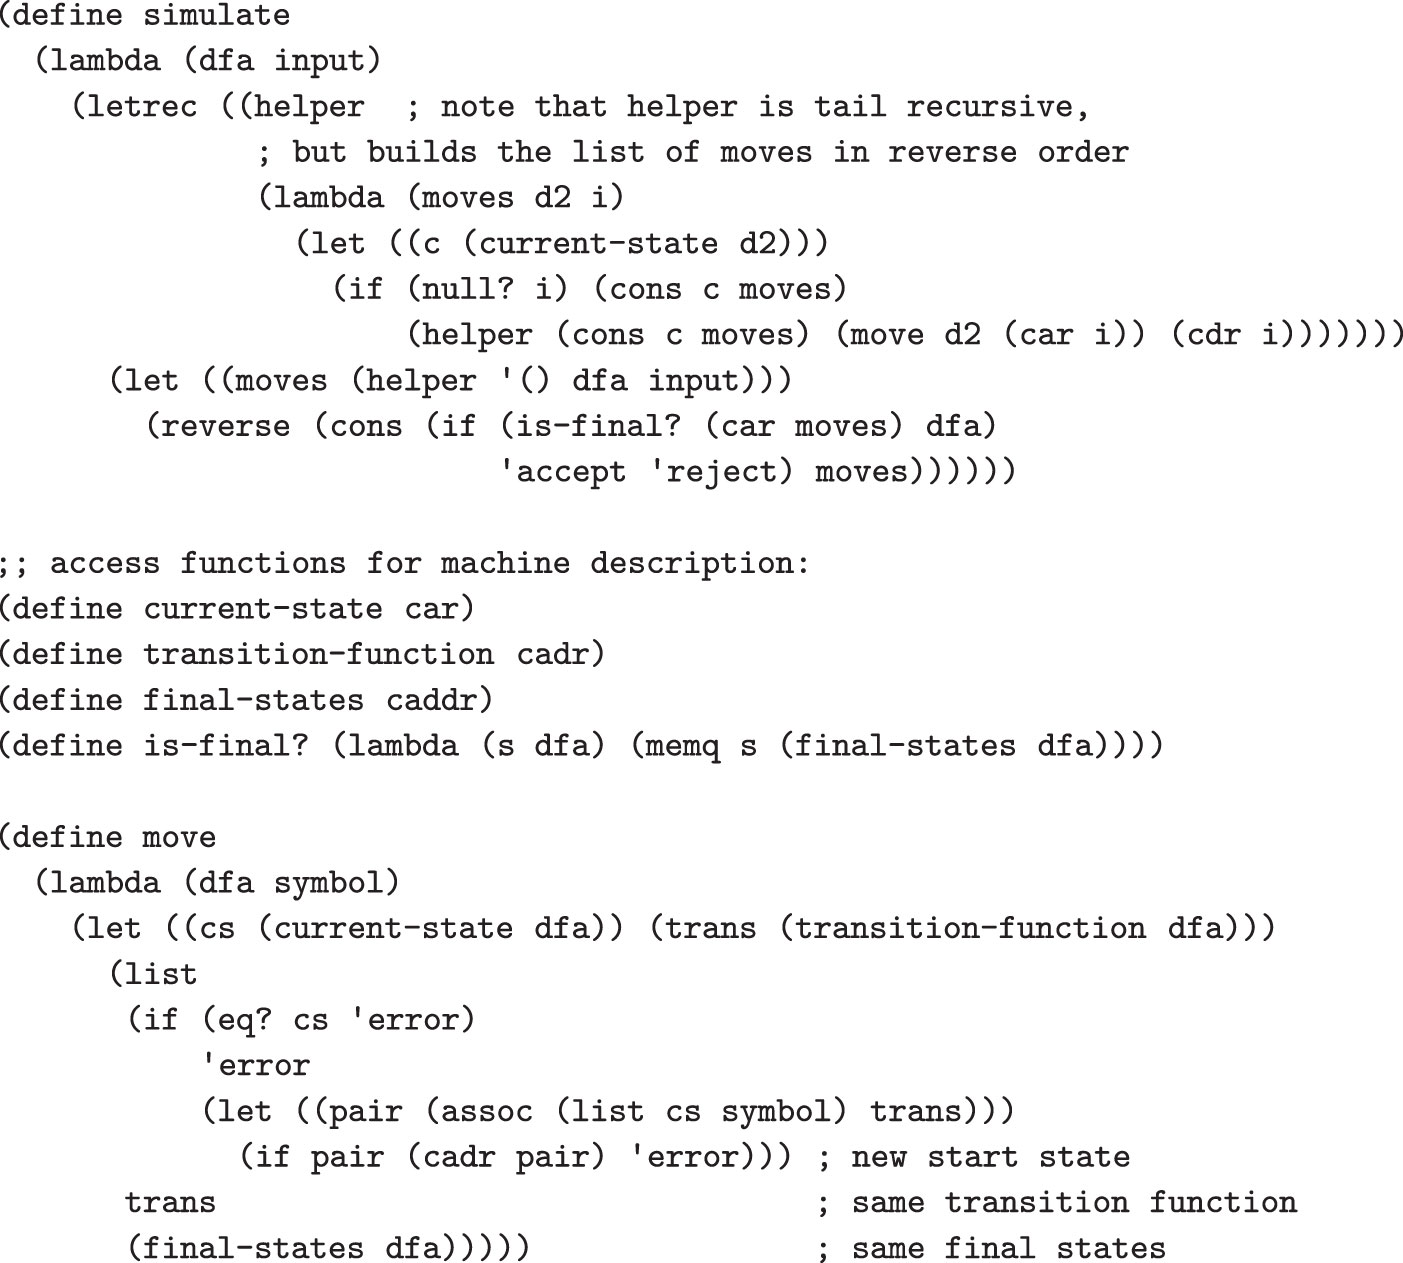 (define simulate
  (lambda (dfa input)
    (letrec ((helper  ; note that helper is tail recursive,
              ; but builds the list of moves in reverse order
              (lambda (moves d2 i)
                (let ((c (current-state d2)))
                  (if (null? i) (cons c moves)
                      (helper (cons c moves) (move d2 (car i)) (cdr i)))))))
      (let ((moves (helper '() dfa input)))
        (reverse (cons (if (is-final? (car moves) dfa)
                           'accept 'reject) moves))))))

;; access functions for machine description:
(define current-state car)
(define transition-function cadr)
(define final-states caddr)
(define is-final? (lambda (s dfa) (memq s (final-states dfa))))

(define move
  (lambda (dfa symbol)
    (let ((cs (current-state dfa)) (trans (transition-function dfa)))
      (list
       (if (eq? cs 'error)
           'error
           (let ((pair (assoc (list cs symbol) trans)))
             (if pair (cadr pair) 'error))) ; new start state
       trans                                ; same transition function
       (final-states dfa)))))               ; same final states